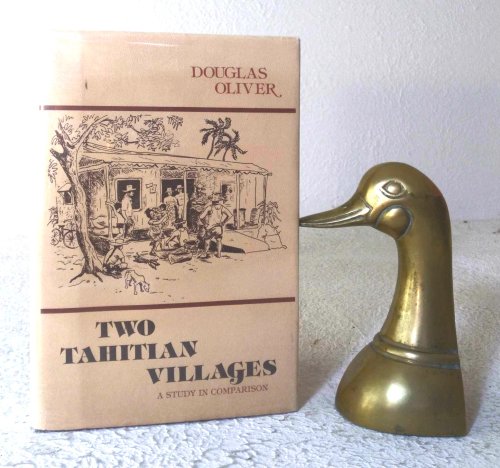 DOUGLAS
OLIVER
TWO
TAHITIAN
VILLAGES
A STUDY IN COMPARISON